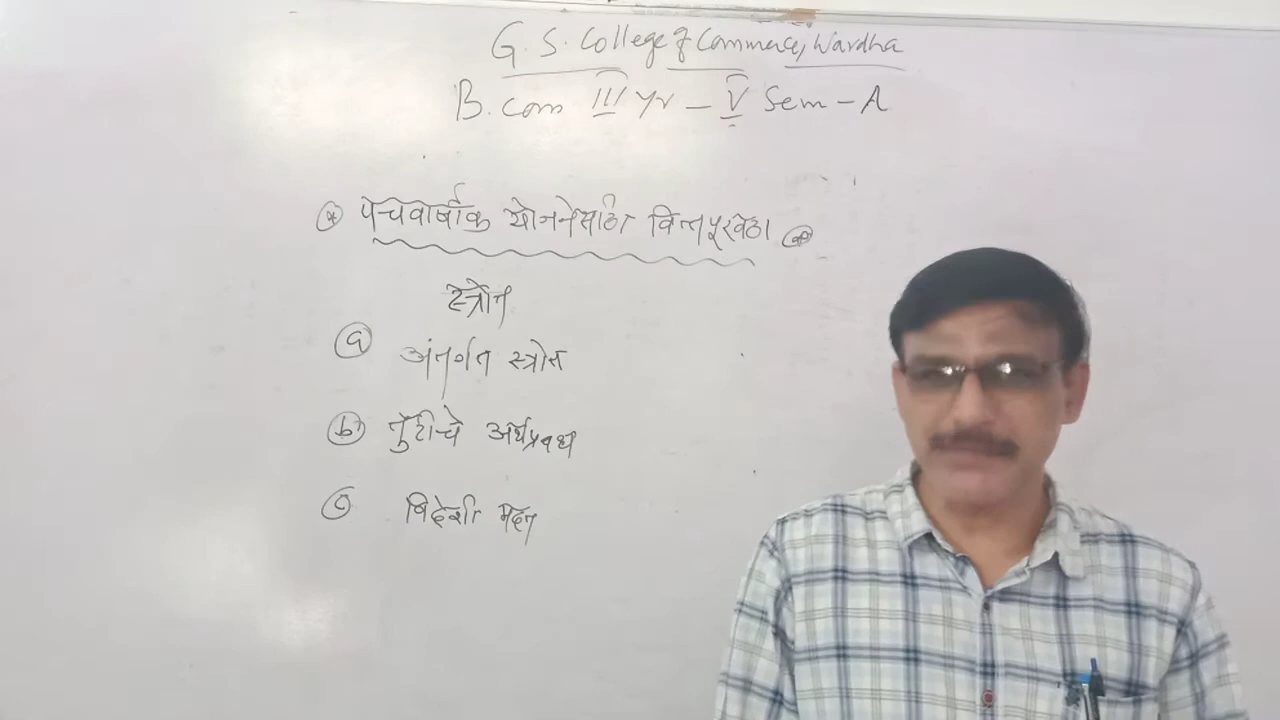 G. S. College of Commerce, Wardha
B. com III yr - V Sem - A
पंचवार्षीक योजनेसाठी वित्तपुरवठा
स्त्रोत
a अंतर्गत स्त्रोत
b तुटीचे अर्थप्रबंध
c विदेशी मदत